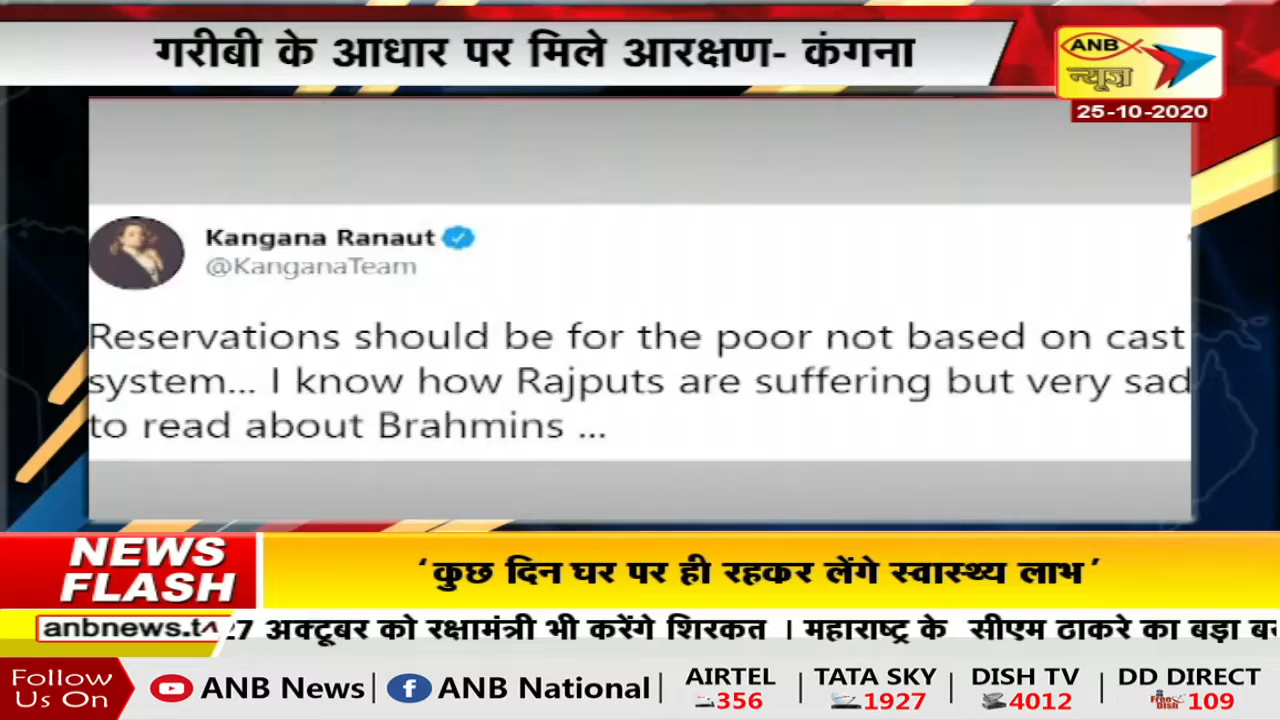 गरीबी के आधार पर मिले आरक्षण- कंगना
ANB
न्यूज़
25-10-2020
Kangana Ranaut
@KanganaTeam
Reservations should be for the poor not based on cast
system... I know how Rajputs are suffering but very sad
to read about Brahmins ...
NEWS
FLASH
‘कुछ दिन घर पर ही रहकर लेंगे स्वास्थ्य लाभ’
anbnews.t
27 अक्टूबर को रक्षामंत्री भी करेंगे शिरकत । महाराष्ट्र के सीएम ठाकरे का बड़ा
Follow
Us On
ANB News
ANB National
AIRTEL
356
TATA SKY
1927
DISH TV
4012
DD DIRECT
Free Dish
109